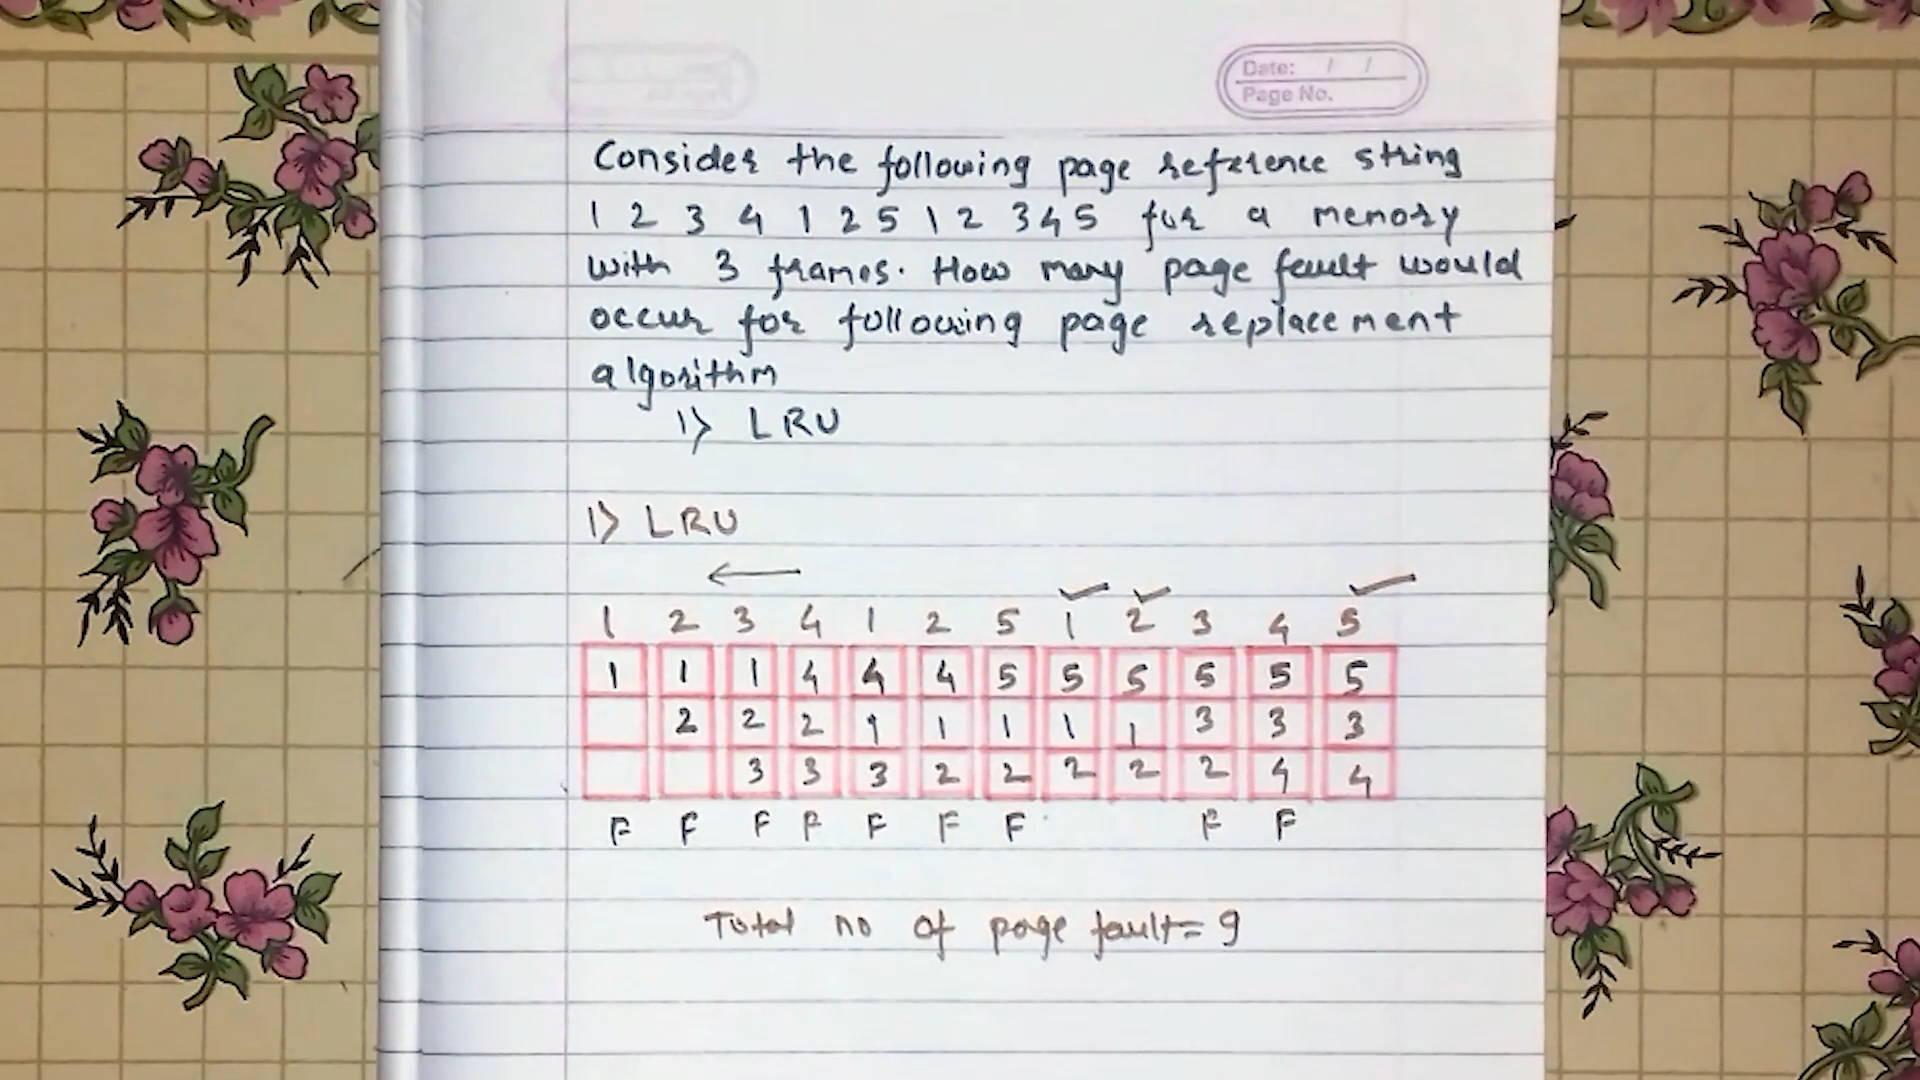 Date: / /
Page No.
Consider the following page reference string
1 2 3 4 1 2 5 1 2 3 4 5 for a memory
with 3 frames. How many page fault would
occur for following page replacement
algorithm
1) LRU
1) LRU
1 2 3 4 1 2 5 1 2 3 4 5
1 1 1 4 4 4 5 5 5 5 5 5
2 2 2 1 1 1 1 1 3 3 3
3 3 3 2 2 2 2 2 4 4
F F F F F F F F F
Total no of page fault = 9